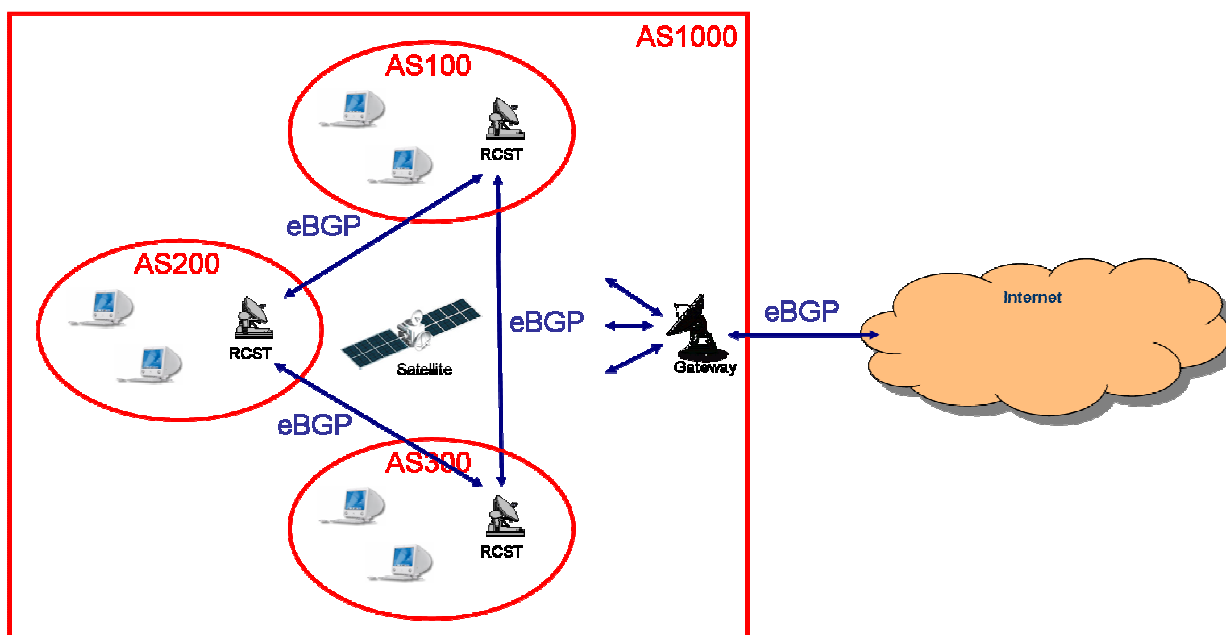 AS1000
AS100
RCST
eBGP
AS200
RCST
Satellite
eBGP
Gateway
eBGP
Internet
eBGP
AS300
RCST